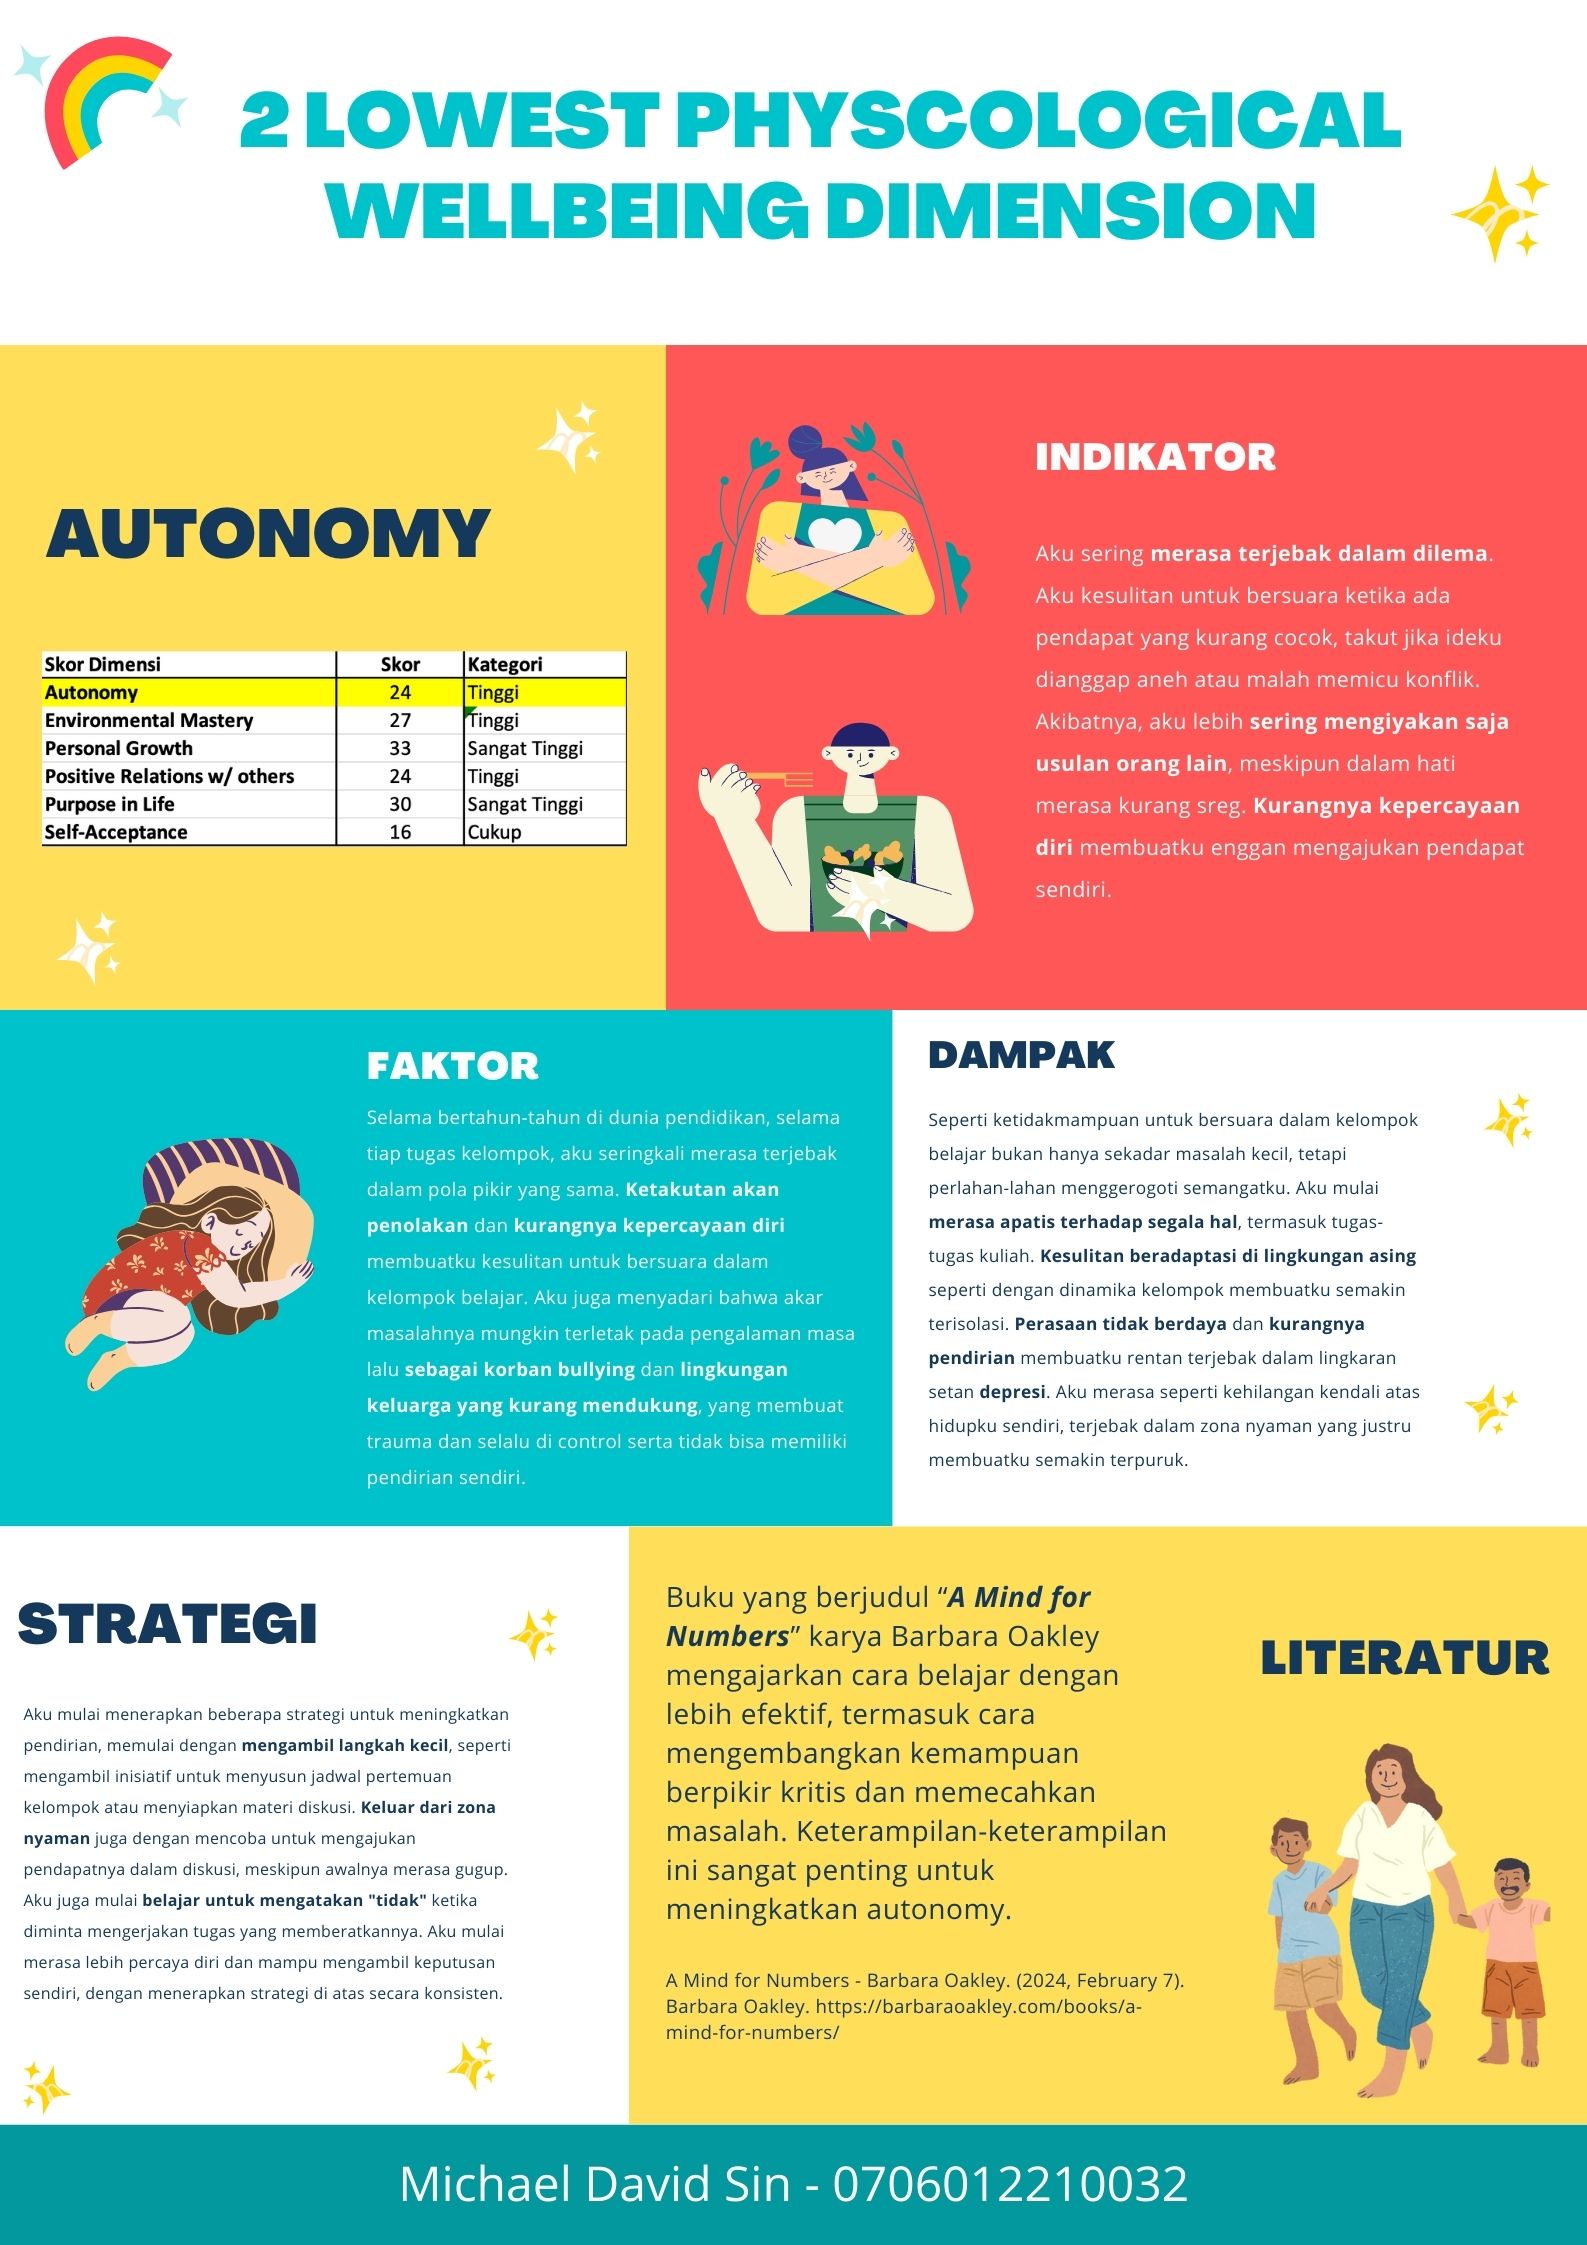 2 LOWEST PHYSCOLOGICAL
WELLBEING DIMENSION
AUTONOMY
Skor Dimensi Skor Kategori
Autonomy 24 Tinggi
Environmental Mastery 27 Tinggi
Personal Growth 33 Sangat Tinggi
Positive Relations w/ others 24 Tinggi
Purpose in Life 30 Sangat Tinggi
Self-Acceptance 16 Cukup
INDIKATOR
Aku sering merasa terjebak dalam dilema.
Aku kesulitan untuk bersuara ketika ada
pendapat yang kurang cocok, takut jika ideku
dianggap aneh atau malah memicu konflik.
Akibatnya, aku lebih sering mengiyakan saja
usulan orang lain, meskipun dalam hati
merasa kurang sreg. Kurangnya kepercayaan
diri membuatku enggan mengajukan pendapat
sendiri.
FAKTOR
Selama bertahun-tahun di dunia pendidikan, selama
tiap tugas kelompok, aku seringkali merasa terjebak
dalam pola pikir yang sama. Ketakutan akan
penolakan dan kurangnya kepercayaan diri
membuatku kesulitan untuk bersuara dalam
kelompok belajar. Aku juga menyadari bahwa akar
masalahnya mungkin terletak pada pengalaman masa
lalu sebagai korban bullying dan lingkungan
keluarga yang kurang mendukung, yang membuat
trauma dan selalu di control serta tidak bisa memiliki
pendirian sendiri.
DAMPAK
Seperti ketidakmampuan untuk bersuara dalam kelompok
belajar bukan hanya sekadar masalah kecil, tetapi
perlahan-lahan menggerogoti semangatku. Aku mulai
merasa apatis terhadap segala hal, termasuk tugas-
tugas kuliah. Kesulitan beradaptasi di lingkungan asing
seperti dengan dinamika kelompok membuatku semakin
terisolasi. Perasaan tidak berdaya dan kurangnya
pendirian membuatku rentan terjebak dalam lingkaran
setan depresi. Aku merasa seperti kehilangan kendali atas
hidupku sendiri, terjebak dalam zona nyaman yang justru
membuatku semakin terpuruk.
STRATEGI
Aku mulai menerapkan beberapa strategi untuk meningkatkan
pendirian, memulai dengan mengambil langkah kecil, seperti
mengambil inisiatif untuk menyusun jadwal pertemuan
kelompok atau menyiapkan materi diskusi. Keluar dari zona
nyaman juga dengan mencoba untuk mengajukan
pendapatnya dalam diskusi, meskipun awalnya merasa gugup.
Aku juga mulai belajar untuk mengatakan "tidak" ketika
diminta mengerjakan tugas yang memberatkannya. Aku mulai
merasa lebih percaya diri dan mampu mengambil keputusan
sendiri, dengan menerapkan strategi di atas secara konsisten.
Buku yang berjudul “A Mind for
Numbers” karya Barbara Oakley
mengajarkan cara belajar dengan
lebih efektif, termasuk cara
mengembangkan kemampuan
berpikir kritis dan memecahkan
masalah. Keterampilan-keterampilan
ini sangat penting untuk
meningkatkan autonomy.
A Mind for Numbers - Barbara Oakley. (2024, February 7).
Barbara Oakley. https://barbaraoakley.com/books/a-
mind-for-numbers/
LITERATUR
Michael David Sin - 0706012210032